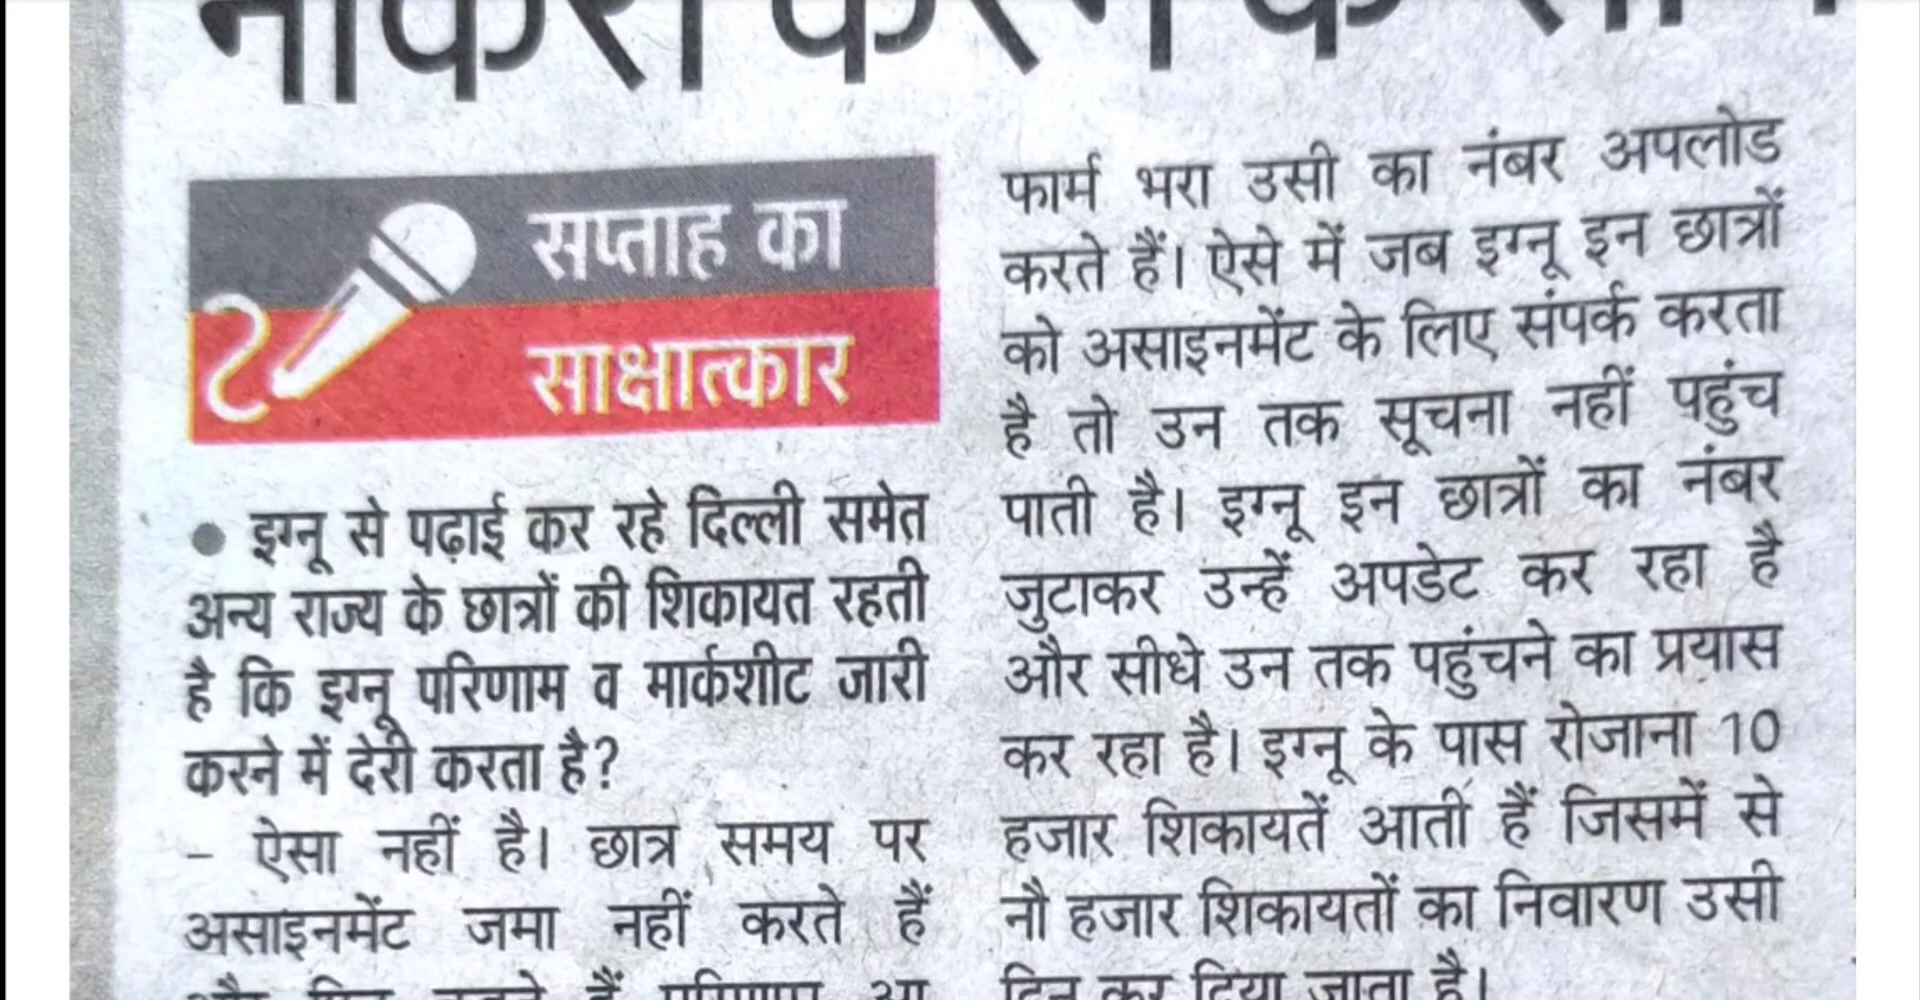 नौकरी करने के सा
सप्ताह का
साक्षात्कार
● इग्नू से पढ़ाई कर रहे दिल्ली समेत
अन्य राज्य के छात्रों की शिकायत रहती
है कि इग्नू परिणाम व मार्कशीट जारी
करने में देरी करता है?
– ऐसा नहीं है। छात्र समय पर
असाइनमेंट जमा नहीं करते हैं
फार्म भरा उसी का नंबर अपलोड
करते हैं। ऐसे में जब इग्नू इन छात्रों
को असाइनमेंट के लिए संपर्क करता
है तो उन तक सूचना नहीं पहुंच
पाती है। इग्नू इन छात्रों का नंबर
जुटाकर उन्हें अपडेट कर रहा है
और सीधे उन तक पहुंचने का प्रयास
कर रहा है। इग्नू के पास रोजाना 10
हजार शिकायतें आती हैं जिसमें से
नौ हजार शिकायतों का निवारण उसी
दिन कर दिया जाता है।